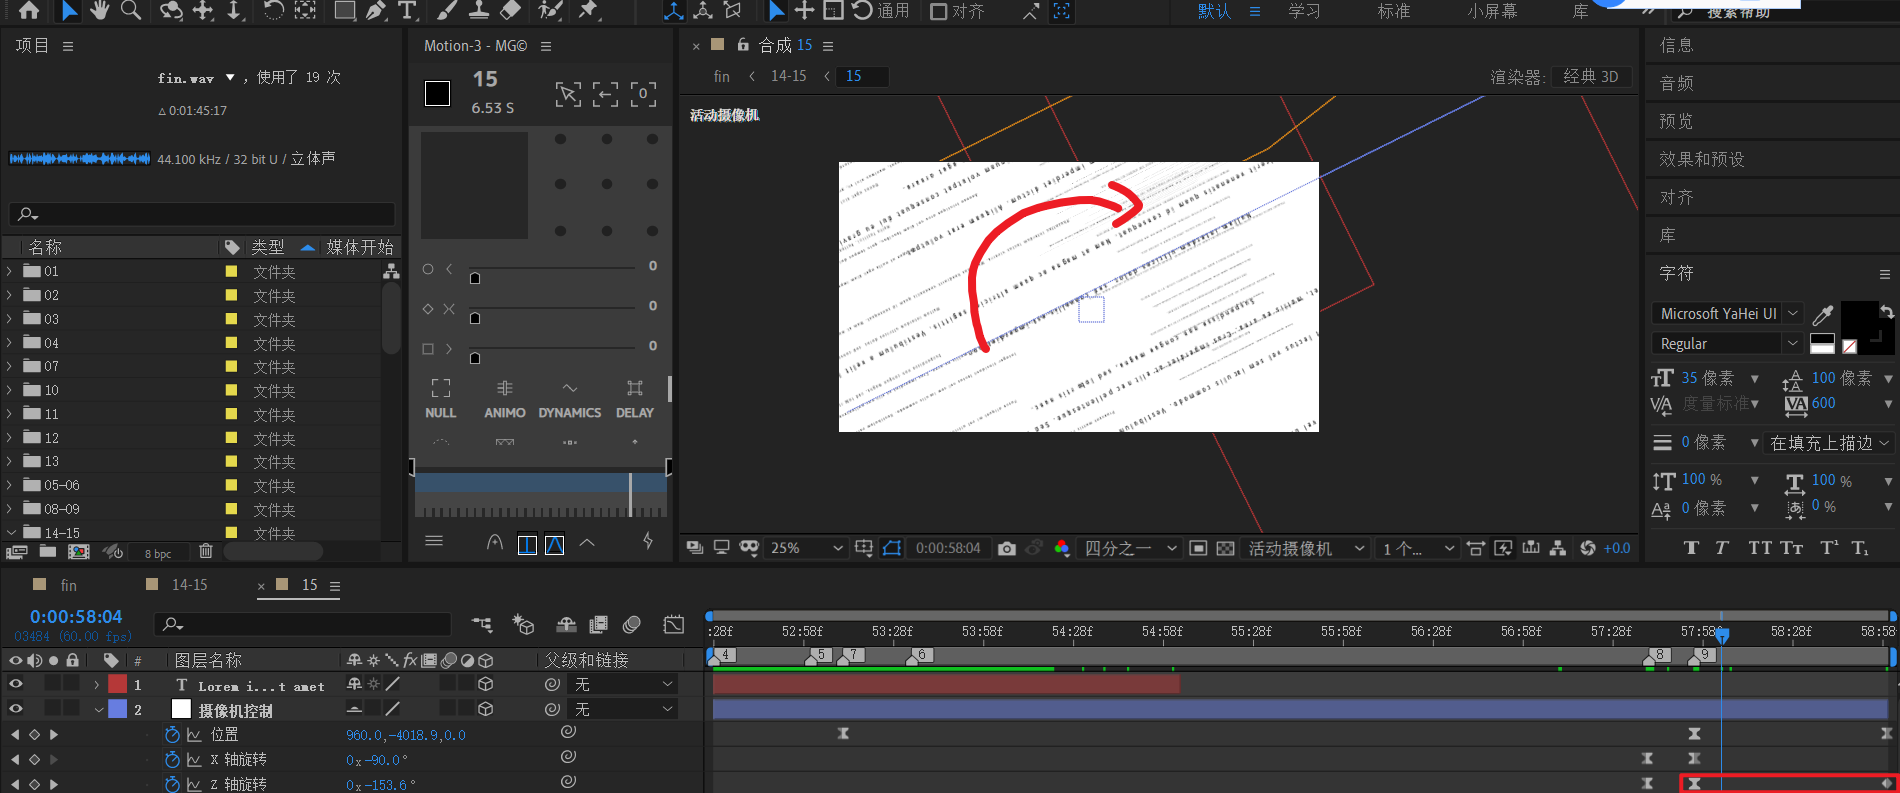 通用
对齐
默认
学习
标准
小屏幕
库
搜索帮助
项目
fin.wav ▼ , 使用了 19 次
△ 0:01:45:17
44.100 kHz / 32 bit U / 立体声
名称
类型
媒体开始
01 文件夹
02 文件夹
03 文件夹
04 文件夹
07 文件夹
10 文件夹
11 文件夹
12 文件夹
13 文件夹
05-06 文件夹
08-09 文件夹
14-15 文件夹
8 bpc
Motion-3 - MG©
15
6.53 S
0
0
0
NULL ANIMO DYNAMICS DELAY
合成 15
fin < 14-15 < 15
渲染器: 经典 3D
活动摄像机
25%
0:00:58:04
四分之一
活动摄像机
1 个...
+0.0
信息
音频
预览
效果和预设
对齐
库
字符
Microsoft YaHei UI
Regular
35 像素
100 像素
度量标准
600
0 像素
在填充上描边
100 %
100 %
0 像素
0 %
fin
14-15
15
0:00:58:04
03484 (60.00 fps)
:28f 52:58f 53:28f 53:58f 54:28f 54:58f 55:28f 55:58f 56:28f 56:58f 57:28f 57:58f 58:28f 58:58f
4 5 7 6 8 9
# 图层名称
父级和链接
1 T Lorem i...t amet
无
2 摄像机控制
无
位置 960.0,-4018.9,0.0
X 轴旋转 0x-90.0°
Z 轴旋转 0x-153.6°